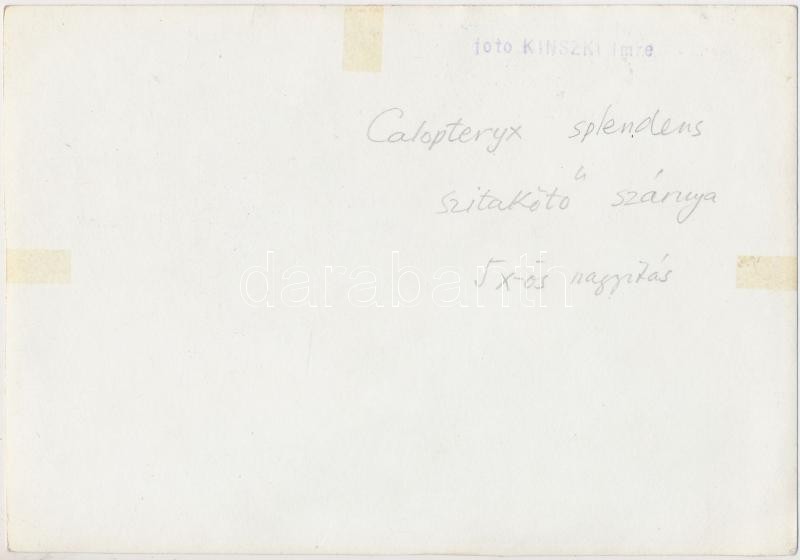 foto KINSZKI Imre
Calopteryx splendens
szitakötő szárnya
5x-ös nagyítás
darabanth